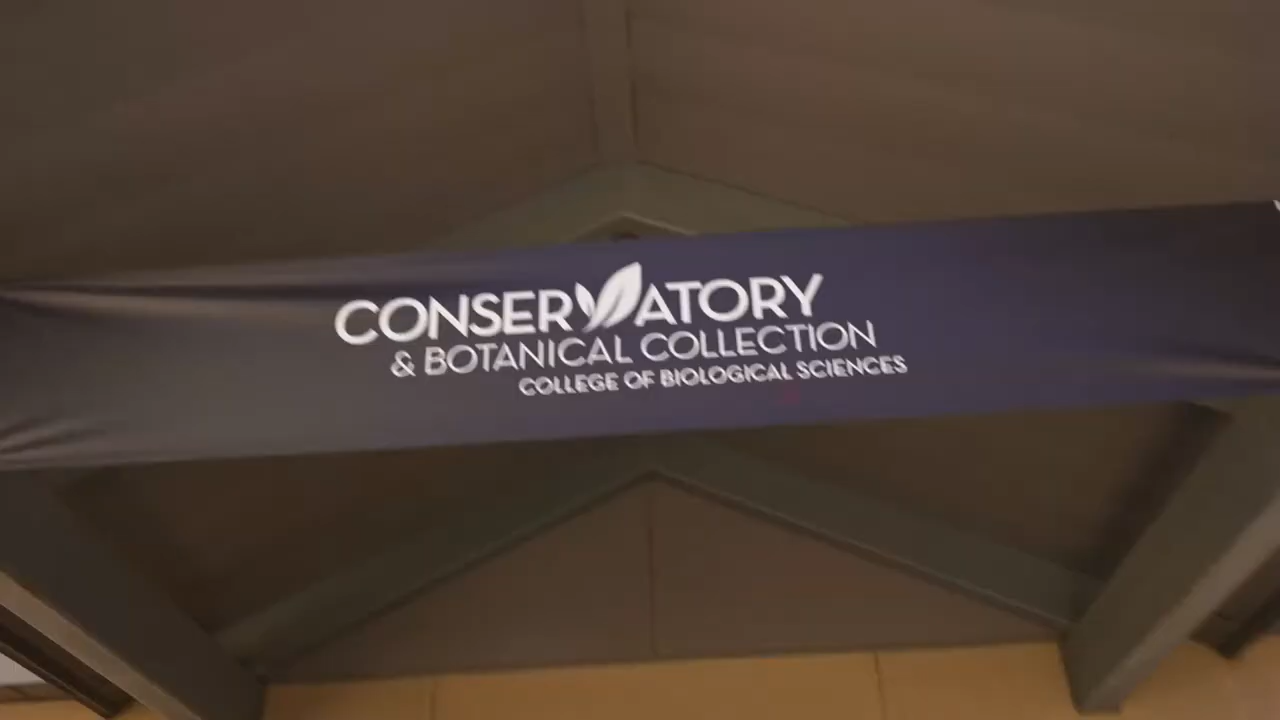 CONSERVATORY
& BOTANICAL COLLECTION
COLLEGE OF BIOLOGICAL SCIENCES